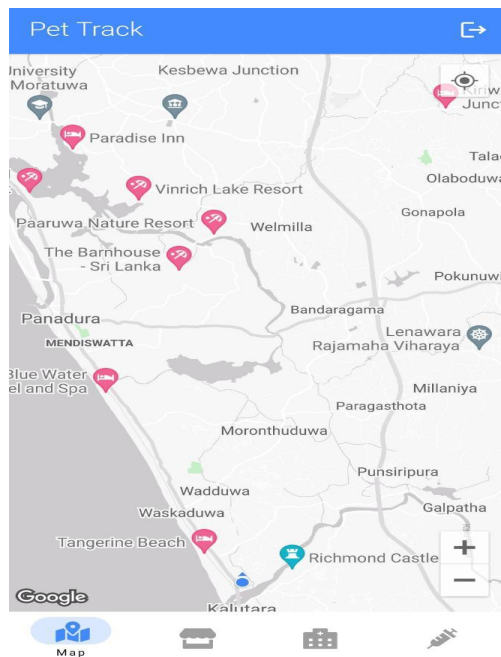 Pet Track
University
Moratuwa
Kesbewa Junction
Junc
Paradise Inn
Tala
Olaboduwa
Vinrich Lake Resort
Gonapola
Paaruwa Nature Resort
Welmilla
The Barnhouse
- Sri Lanka
Pokunuwi
Bandaragama
Panadura
Lenawara
Rajamaha Viharaya
MENDISWATTA
Blue Water
el and Spa
Millaniya
Paragasthota
Moronthuduwa
Punsiripura
Wadduwa
Galpatha
Waskaduwa
Tangerine Beach
Richmond Castle
Google
Kalutara
Map